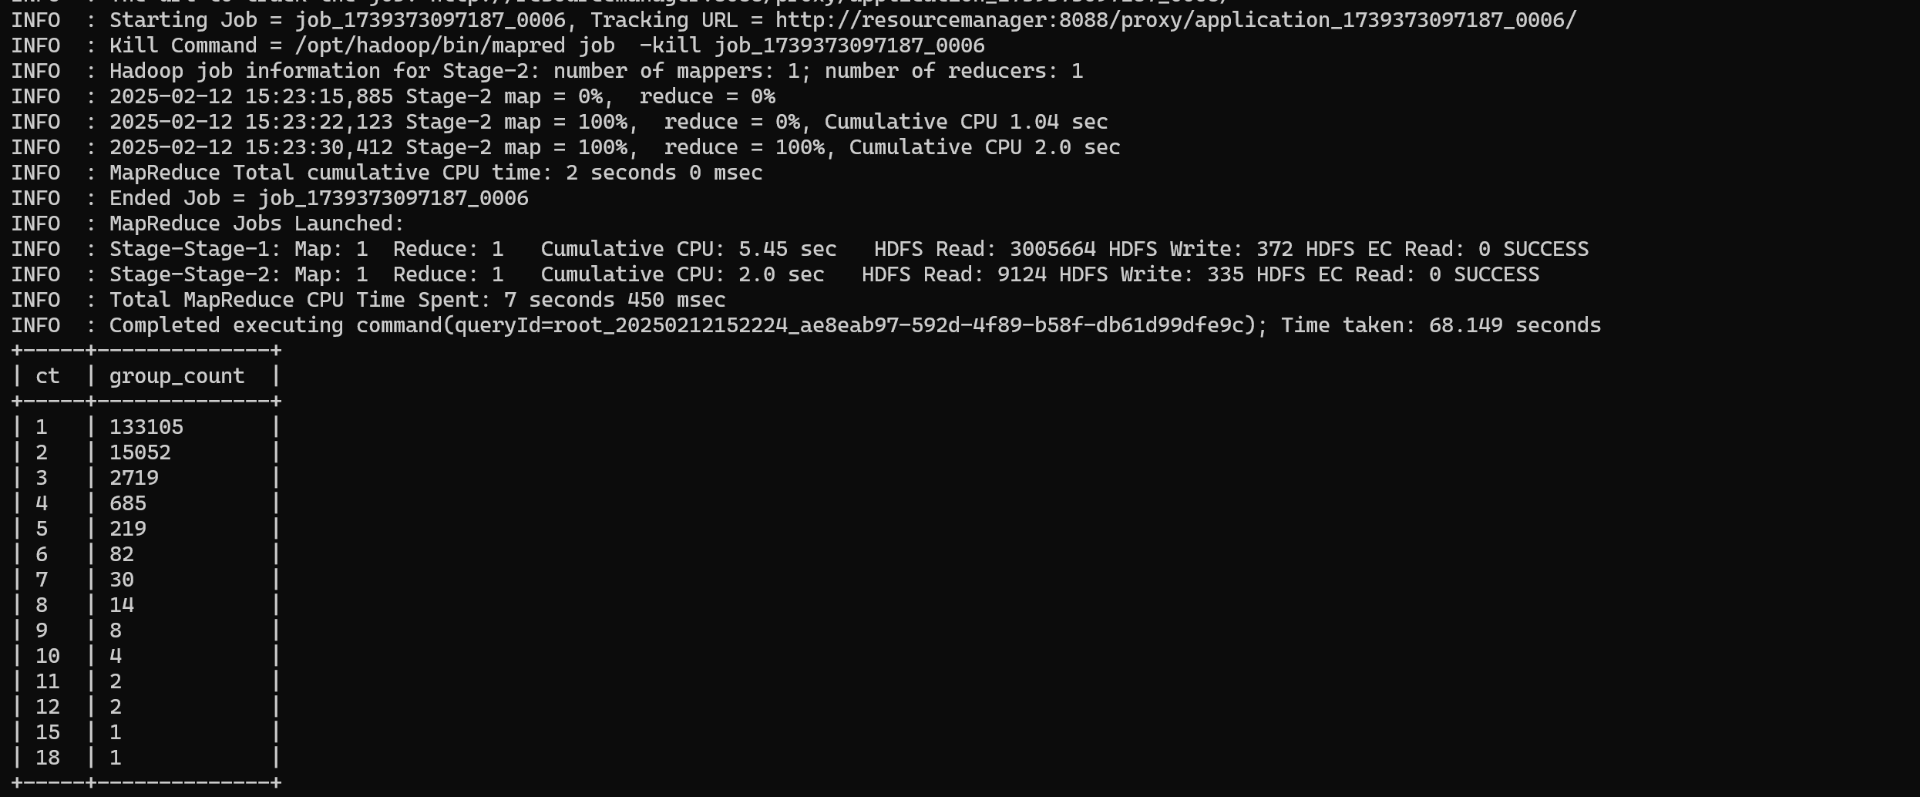 INFO  : Starting Job = job_1739373097187_0006, Tracking URL = http://resourcemanager:8088/proxy/application_1739373097187_0006/
INFO  : Kill Command = /opt/hadoop/bin/mapred job  -kill job_1739373097187_0006
INFO  : Hadoop job information for Stage-2: number of mappers: 1; number of reducers: 1
INFO  : 2025-02-12 15:23:15,885 Stage-2 map = 0%,  reduce = 0%
INFO  : 2025-02-12 15:23:22,123 Stage-2 map = 100%,  reduce = 0%, Cumulative CPU 1.04 sec
INFO  : 2025-02-12 15:23:30,412 Stage-2 map = 100%,  reduce = 100%, Cumulative CPU 2.0 sec
INFO  : MapReduce Total cumulative CPU time: 2 seconds 0 msec
INFO  : Ended Job = job_1739373097187_0006
INFO  : MapReduce Jobs Launched:
INFO  : Stage-Stage-1: Map: 1  Reduce: 1   Cumulative CPU: 5.45 sec   HDFS Read: 3005664 HDFS Write: 372 HDFS EC Read: 0 SUCCESS
INFO  : Stage-Stage-2: Map: 1  Reduce: 1   Cumulative CPU: 2.0 sec   HDFS Read: 9124 HDFS Write: 335 HDFS EC Read: 0 SUCCESS
INFO  : Total MapReduce CPU Time Spent: 7 seconds 450 msec
INFO  : Completed executing command(queryId=root_20250212152224_ae8eab97-592d-4f89-b58f-db61d99dfe9c); Time taken: 68.149 seconds
+-----+--------------+
| ct  | group_count  |
+-----+--------------+
| 1   | 133105       |
| 2   | 15052        |
| 3   | 2719         |
| 4   | 685          |
| 5   | 219          |
| 6   | 82           |
| 7   | 30           |
| 8   | 14           |
| 9   | 8            |
| 10  | 4            |
| 11  | 2            |
| 12  | 2            |
| 15  | 1            |
| 18  | 1            |
+-----+--------------+